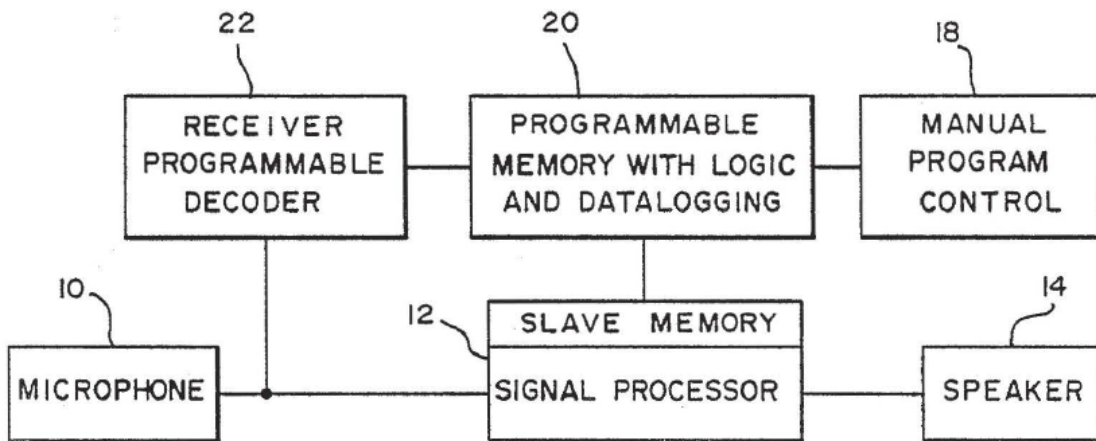 22
20
18
RECEIVER
PROGRAMMABLE
DECODER
PROGRAMMABLE
MEMORY WITH LOGIC
AND DATALOGGING
MANUAL
PROGRAM
CONTROL
10
12
14
MICROPHONE
SLAVE MEMORY
SIGNAL PROCESSOR
SPEAKER